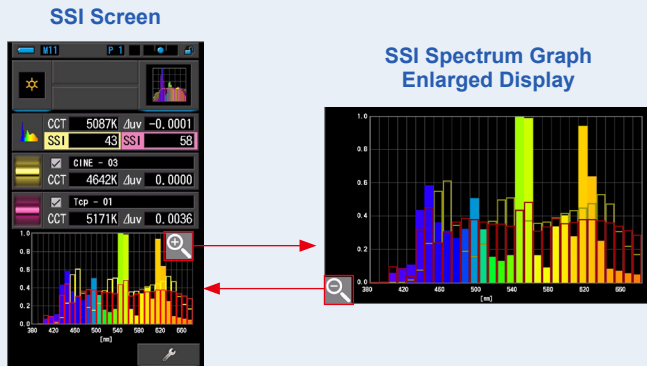 SSI Screen
M11 P 1
CCT 5087K ⊿uv -0.0001
SSI 43 SSI 58
CINE - 03
CCT 4642K ⊿uv 0.0000
Tcp - 01
CCT 5171K ⊿uv 0.0036
1.0
0.8
0.6
0.4
0.2
0.0
380 420 460 500 540 580 620 660
[nm]
SSI Spectrum Graph
Enlarged Display
1.0
0.8
0.6
0.4
0.2
0.0
380 420 460 500 540 580 620 660
[nm]